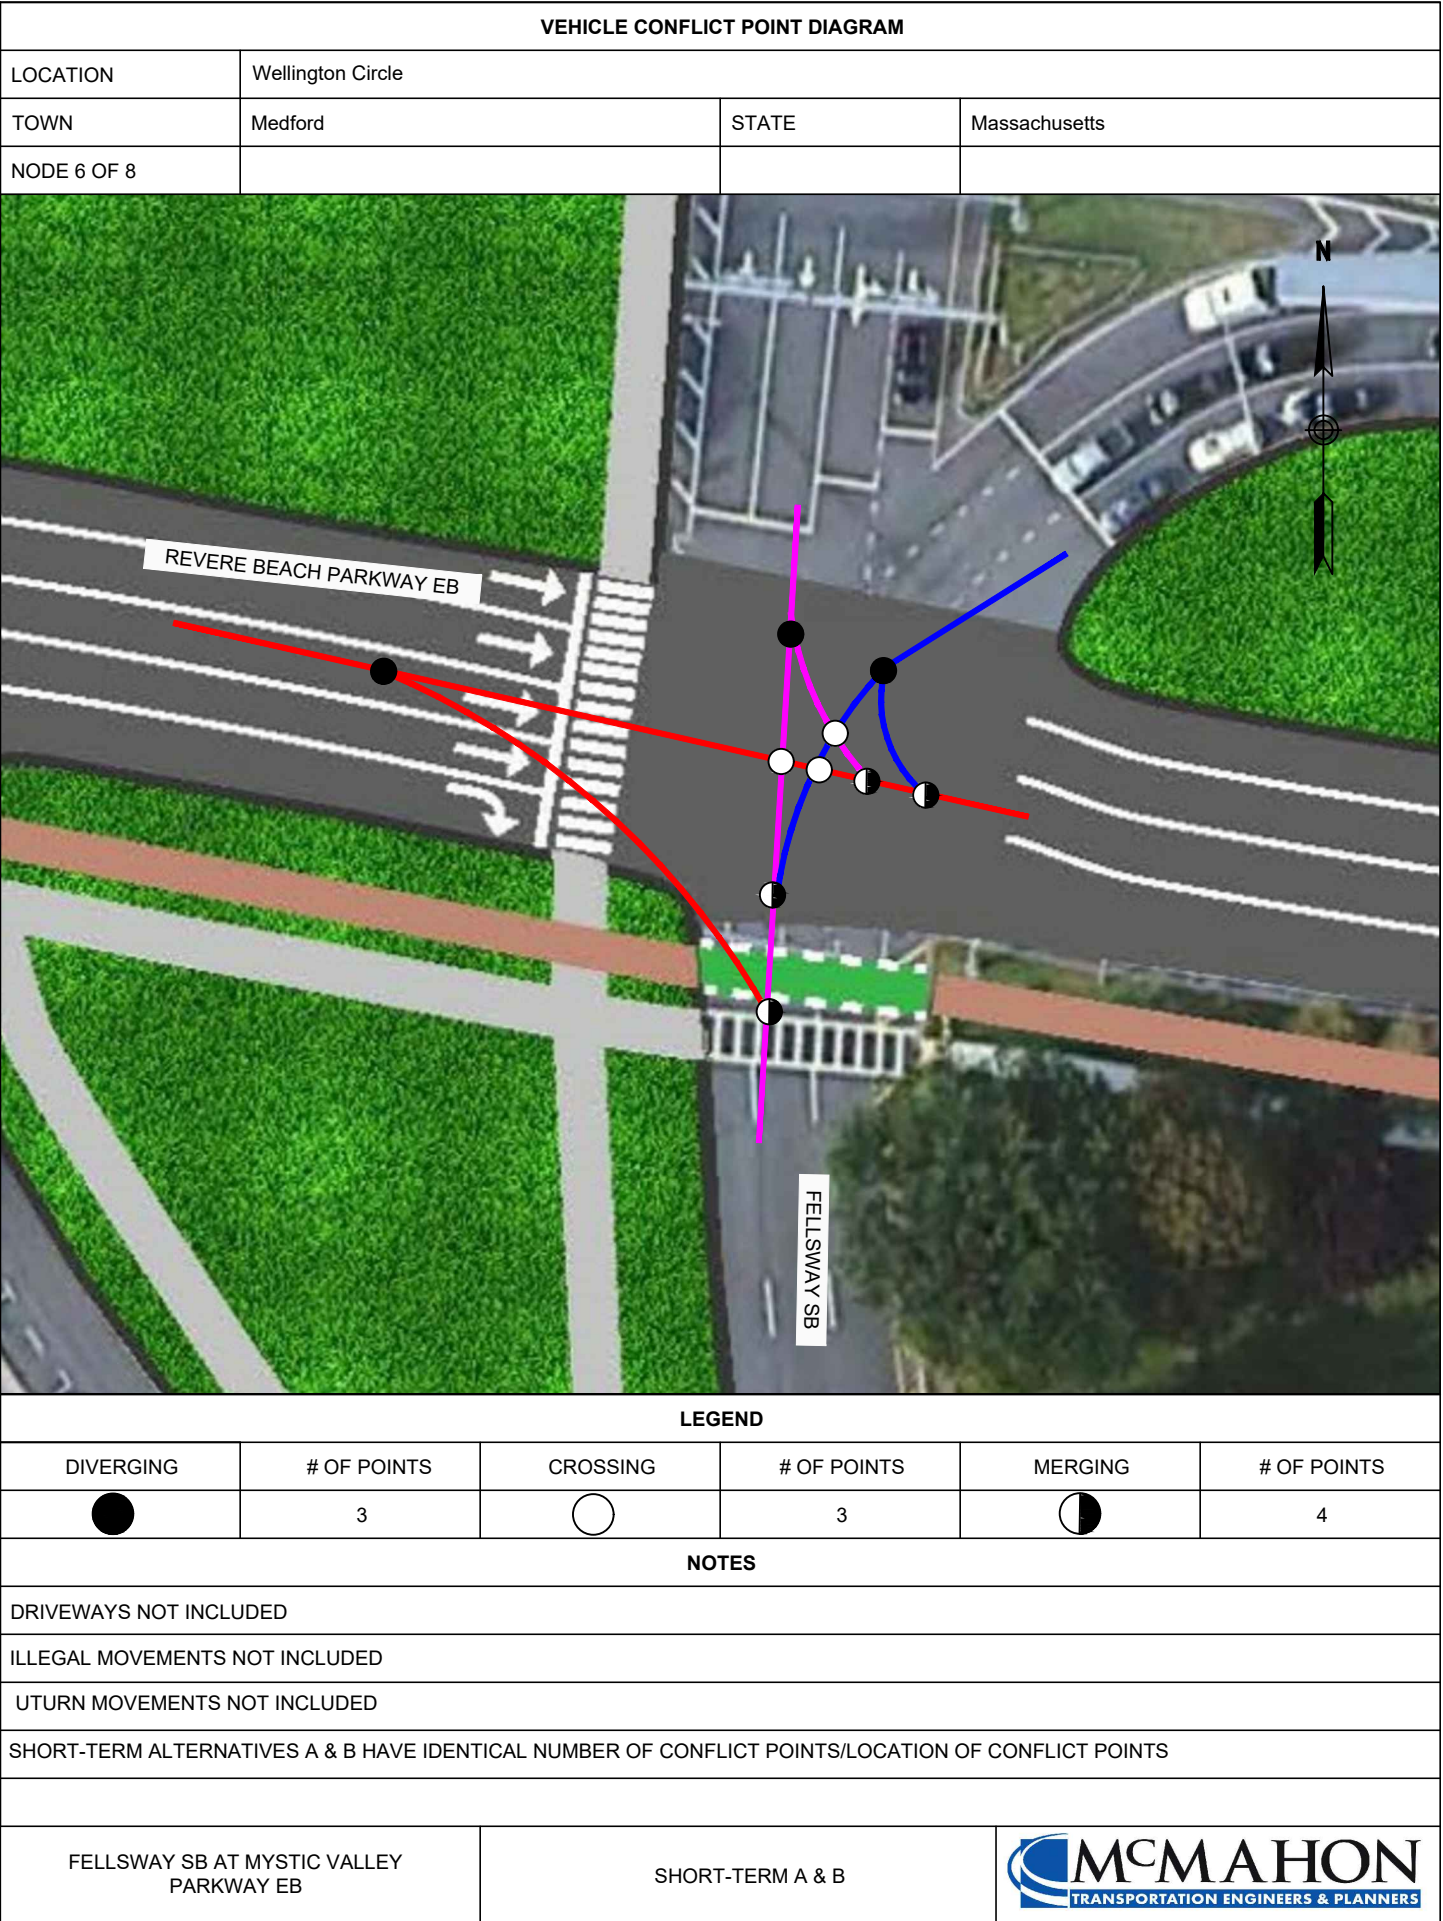 VEHICLE CONFLICT POINT DIAGRAM
LOCATION
Wellington Circle
TOWN
Medford
STATE
Massachusetts
NODE 6 OF 8
N
REVERE BEACH PARKWAY EB
FELLSWAY SB
LEGEND
DIVERGING
# OF POINTS
CROSSING
# OF POINTS
MERGING
# OF POINTS
3
3
4
NOTES
DRIVEWAYS NOT INCLUDED
ILLEGAL MOVEMENTS NOT INCLUDED
UTURN MOVEMENTS NOT INCLUDED
SHORT-TERM ALTERNATIVES A & B HAVE IDENTICAL NUMBER OF CONFLICT POINTS/LOCATION OF CONFLICT POINTS
FELLSWAY SB AT MYSTIC VALLEY
PARKWAY EB
SHORT-TERM A & B
MCMAHON
TRANSPORTATION ENGINEERS & PLANNERS